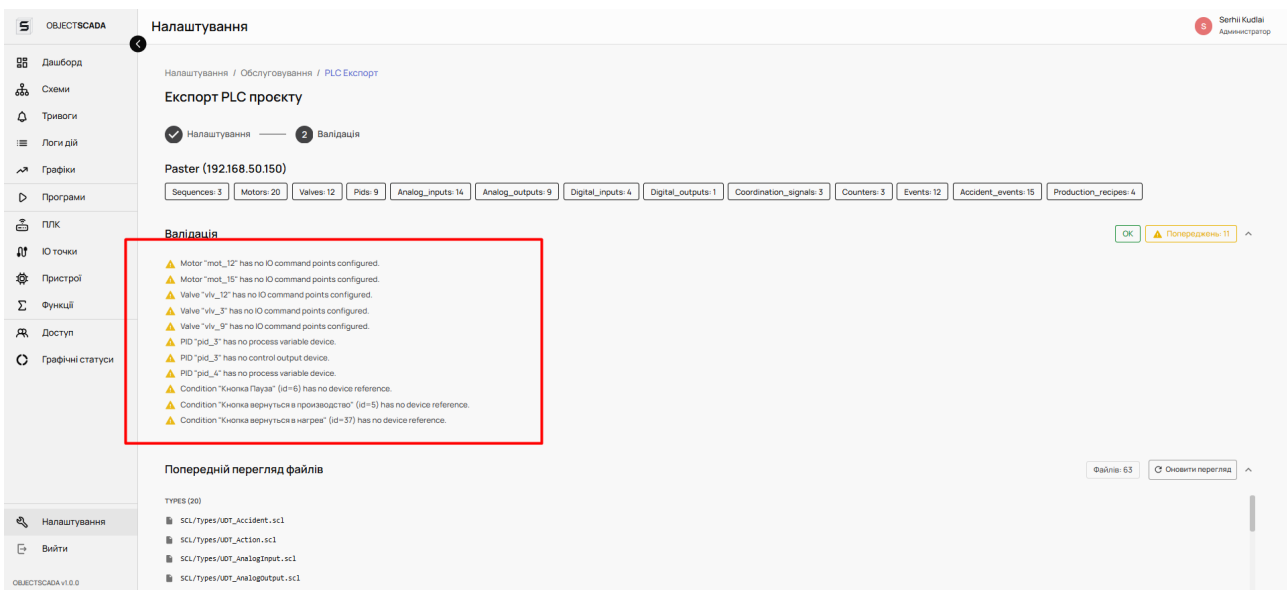 S OBJECTSCADA
Налаштування
S Serhii Kudlai
Администратор
Дашборд
Схеми
Тривоги
Логи дій
Графіки
Програми
ПЛК
IO точки
Пристрої
Функції
Доступ
Графічні статуси
Налаштування
Вийти
OBJECTSCADA v1.0.0
Налаштування / Обслуговування / PLC Експорт
Експорт PLC проєкту
Налаштування 2 Валідація
Paster (192.168.50.150)
Sequences: 3 Motors: 20 Valves: 12 Pids: 9 Analog_inputs: 14 Analog_outputs: 9 Digital_inputs: 4 Digital_outputs: 1 Coordination_signals: 3 Counters: 3 Events: 12 Accident_events: 15 Production_recipes: 4
Валідація OK Попереджень: 11
Motor "mot_12" has no IO command points configured.
Motor "mot_15" has no IO command points configured.
Valve "vlv_12" has no IO command points configured.
Valve "vlv_3" has no IO command points configured.
Valve "vlv_9" has no IO command points configured.
PID "pid_3" has no process variable device.
PID "pid_3" has no control output device.
PID "pid_4" has no process variable device.
Condition "Кнопка Пауза" (id=6) has no device reference.
Condition "Кнопка вернуться в производство" (id=5) has no device reference.
Condition "Кнопка вернуться в нагрев" (id=37) has no device reference.
Попередній перегляд файлів Файлів: 63 Оновити перегляд
TYPES (20)
SCL/Types/UDT_Accident.scl
SCL/Types/UDT_Action.scl
SCL/Types/UDT_AnalogInput.scl
SCL/Types/UDT_AnalogOutput.scl